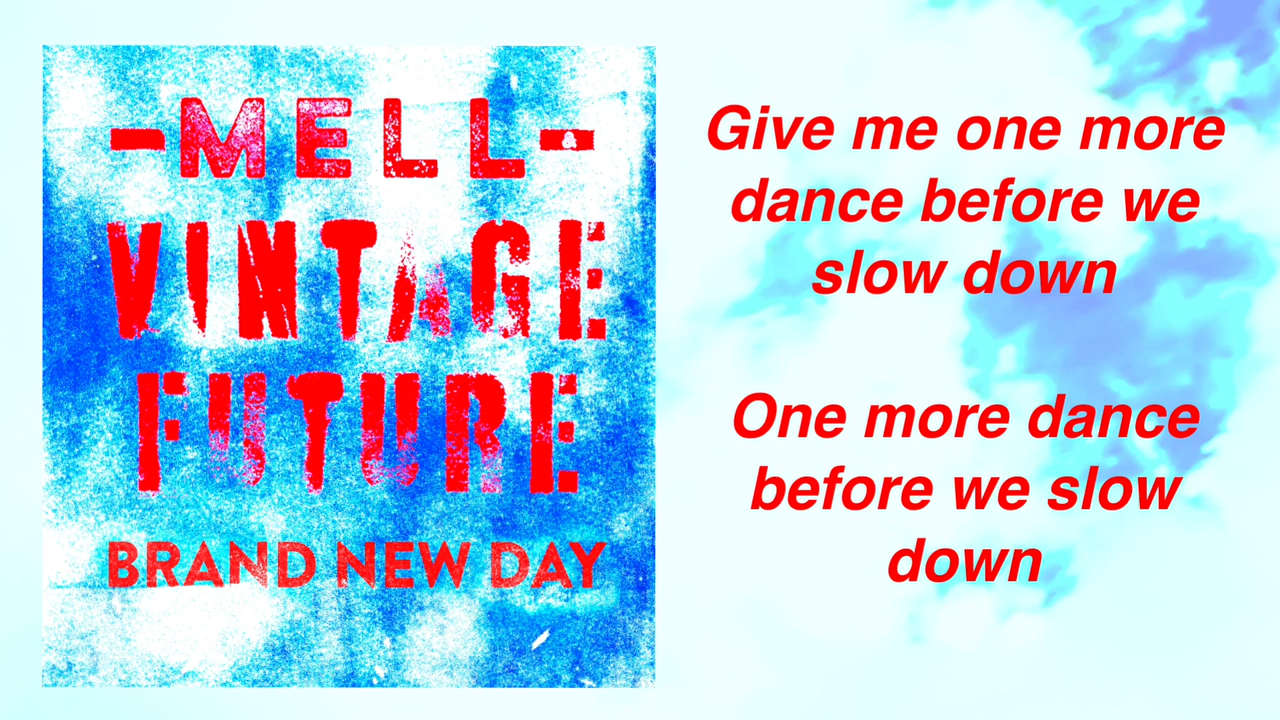 -MELL-
VINTAGE
FUTURE
BRAND NEW DAY
Give me one more
dance before we
slow down
One more dance
before we slow
down